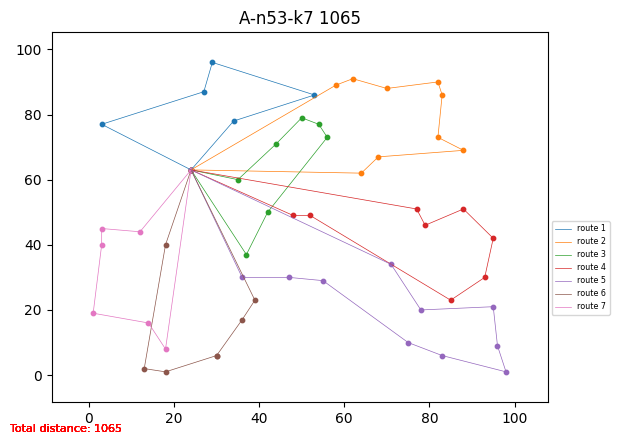 A-n53-k7 1065
100
80
60
40
20
0
0 20 40 60 80 100
route 1
route 2
route 3
route 4
route 5
route 6
route 7
Total distance: 1065